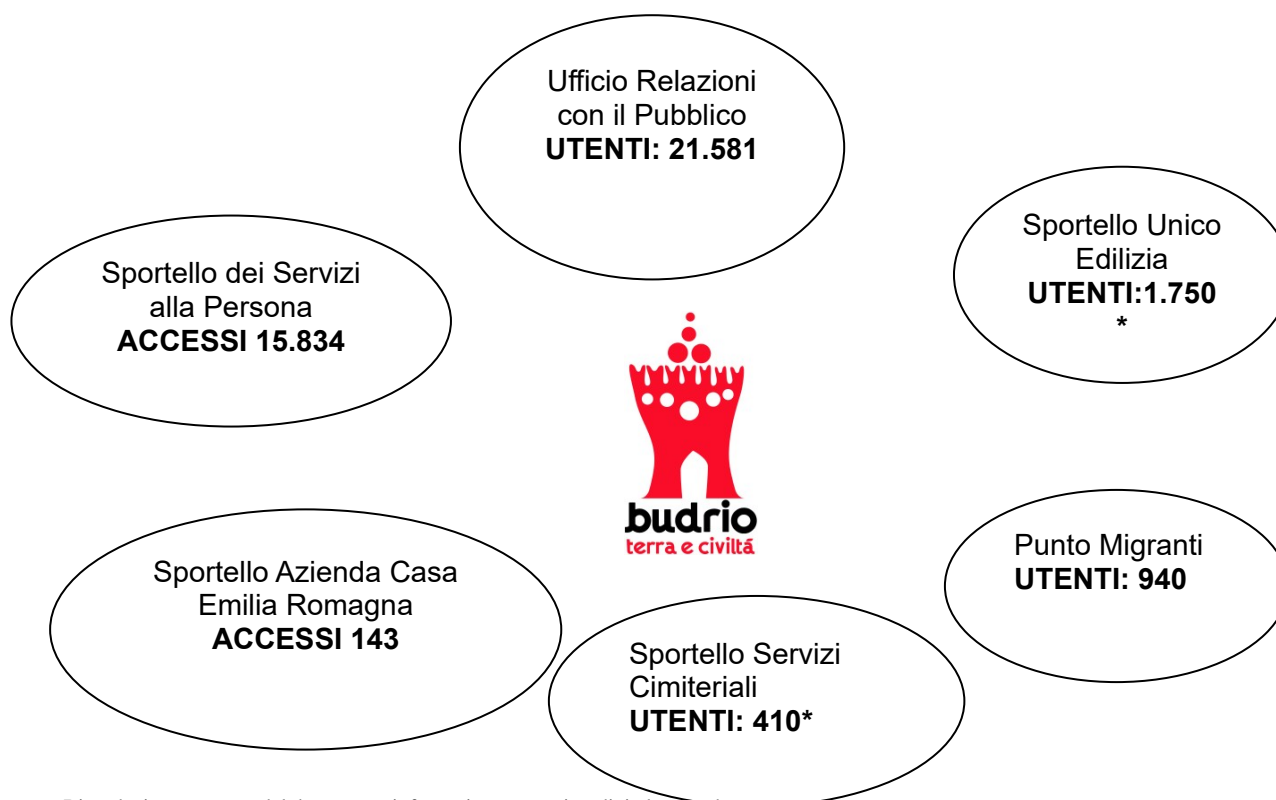 Ufficio Relazioni
con il Pubblico
UTENTI: 21.581
Sportello Unico
Edilizia
UTENTI:1.750
*
Sportello dei Servizi
alla Persona
ACCESSI 15.834
budrio
terra e civiltá
Punto Migranti
UTENTI: 940
Sportello Azienda Casa
Emilia Romagna
ACCESSI 143
Sportello Servizi
Cimiteriali
UTENTI: 410*